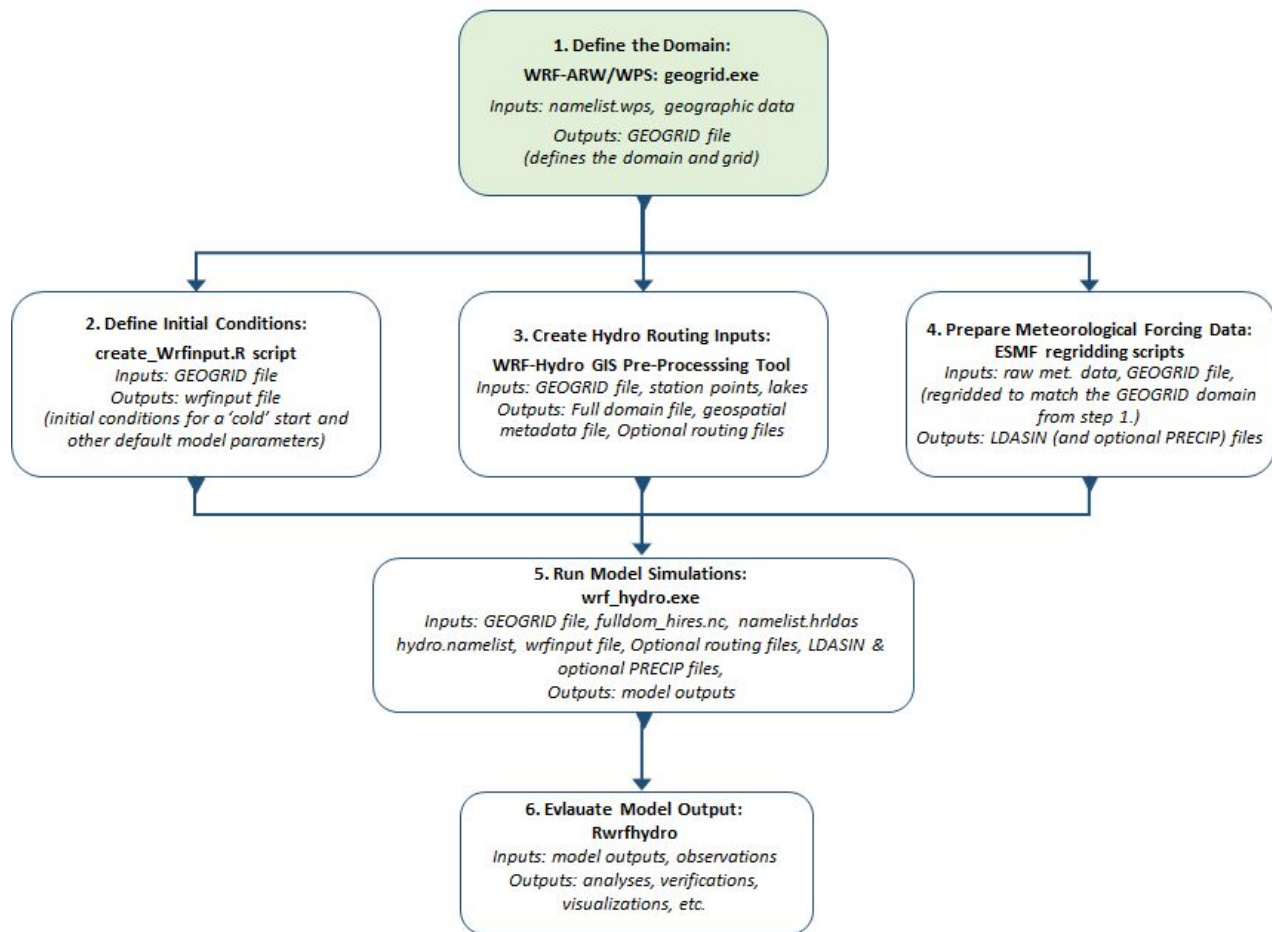 1. Define the Domain:
WRF-ARW/WPS: geogrid.exe
Inputs: namelist.wps, geographic data
Outputs: GEOGRID file
(defines the domain and grid)
2. Define Initial Conditions:
create_Wrfinput.R script
Inputs: GEOGRID file
Outputs: wrfinput file
(initial conditions for a ‘cold’ start and
other default model parameters)
3. Create Hydro Routing Inputs:
WRF-Hydro GIS Pre-Processsing Tool
Inputs: GEOGRID file, station points, lakes
Outputs: Full domain file, geospatial
metadata file, Optional routing files
4. Prepare Meteorological Forcing Data:
ESMF regridding scripts
Inputs: raw met. data, GEOGRID file,
(regridded to match the GEOGRID domain
from step 1.)
Outputs: LDASIN (and optional PRECIP) files
5. Run Model Simulations:
wrf_hydro.exe
Inputs: GEOGRID file, fulldom_hires.nc, namelist.hrldas
hydro.namelist, wrfinput file, Optional routing files, LDASIN &
optional PRECIP files,
Outputs: model outputs
6. Evlauate Model Output:
Rwrfhydro
Inputs: model outputs, observations
Outputs: analyses, verifications,
visualizations, etc.